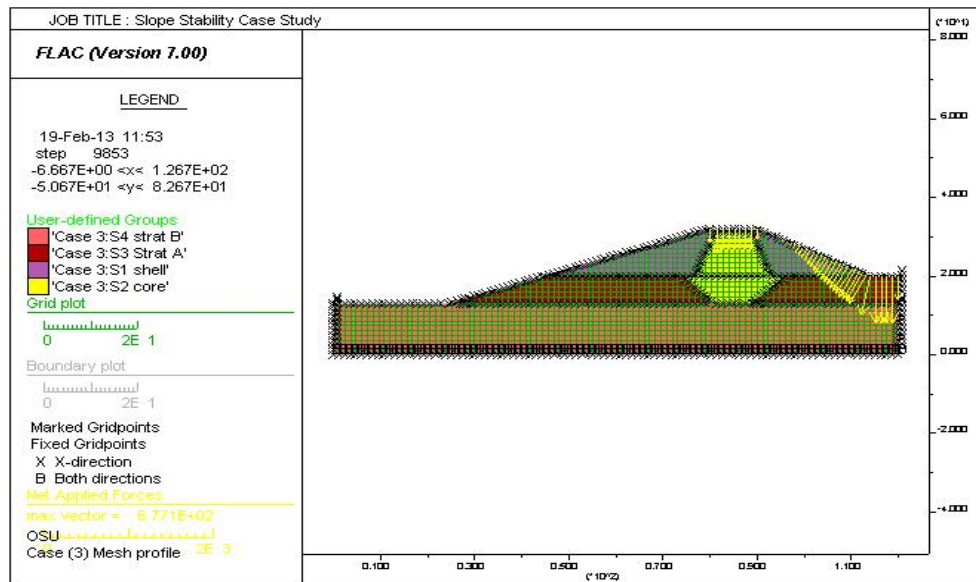 JOB TITLE : Slope Stability Case Study
FLAC (Version 7.00)
LEGEND
19-Feb-13 11:53
step 9853
-6.667E+00 <x< 1.267E+02
-5.067E+01 <y< 8.267E+01
User-defined Groups
'Case 3:S4 strat B'
'Case 3:S3 Strat A'
'Case 3:S1 shell'
'Case 3:S2 core'
Grid plot
0 2E 1
Boundary plot
0 2E 1
Marked Gridpoints
Fixed Gridpoints
X X-direction
B Both directions
Net Applied Forces
max vector = 6.771E+02
0 2E 3
OSU
Case (3) Mesh profile
(*10^1)
8.000
6.000
4.000
2.000
0.000
-2.000
-4.000
0.100 0.300 0.500 0.700 0.900 1.100
(*10^2)